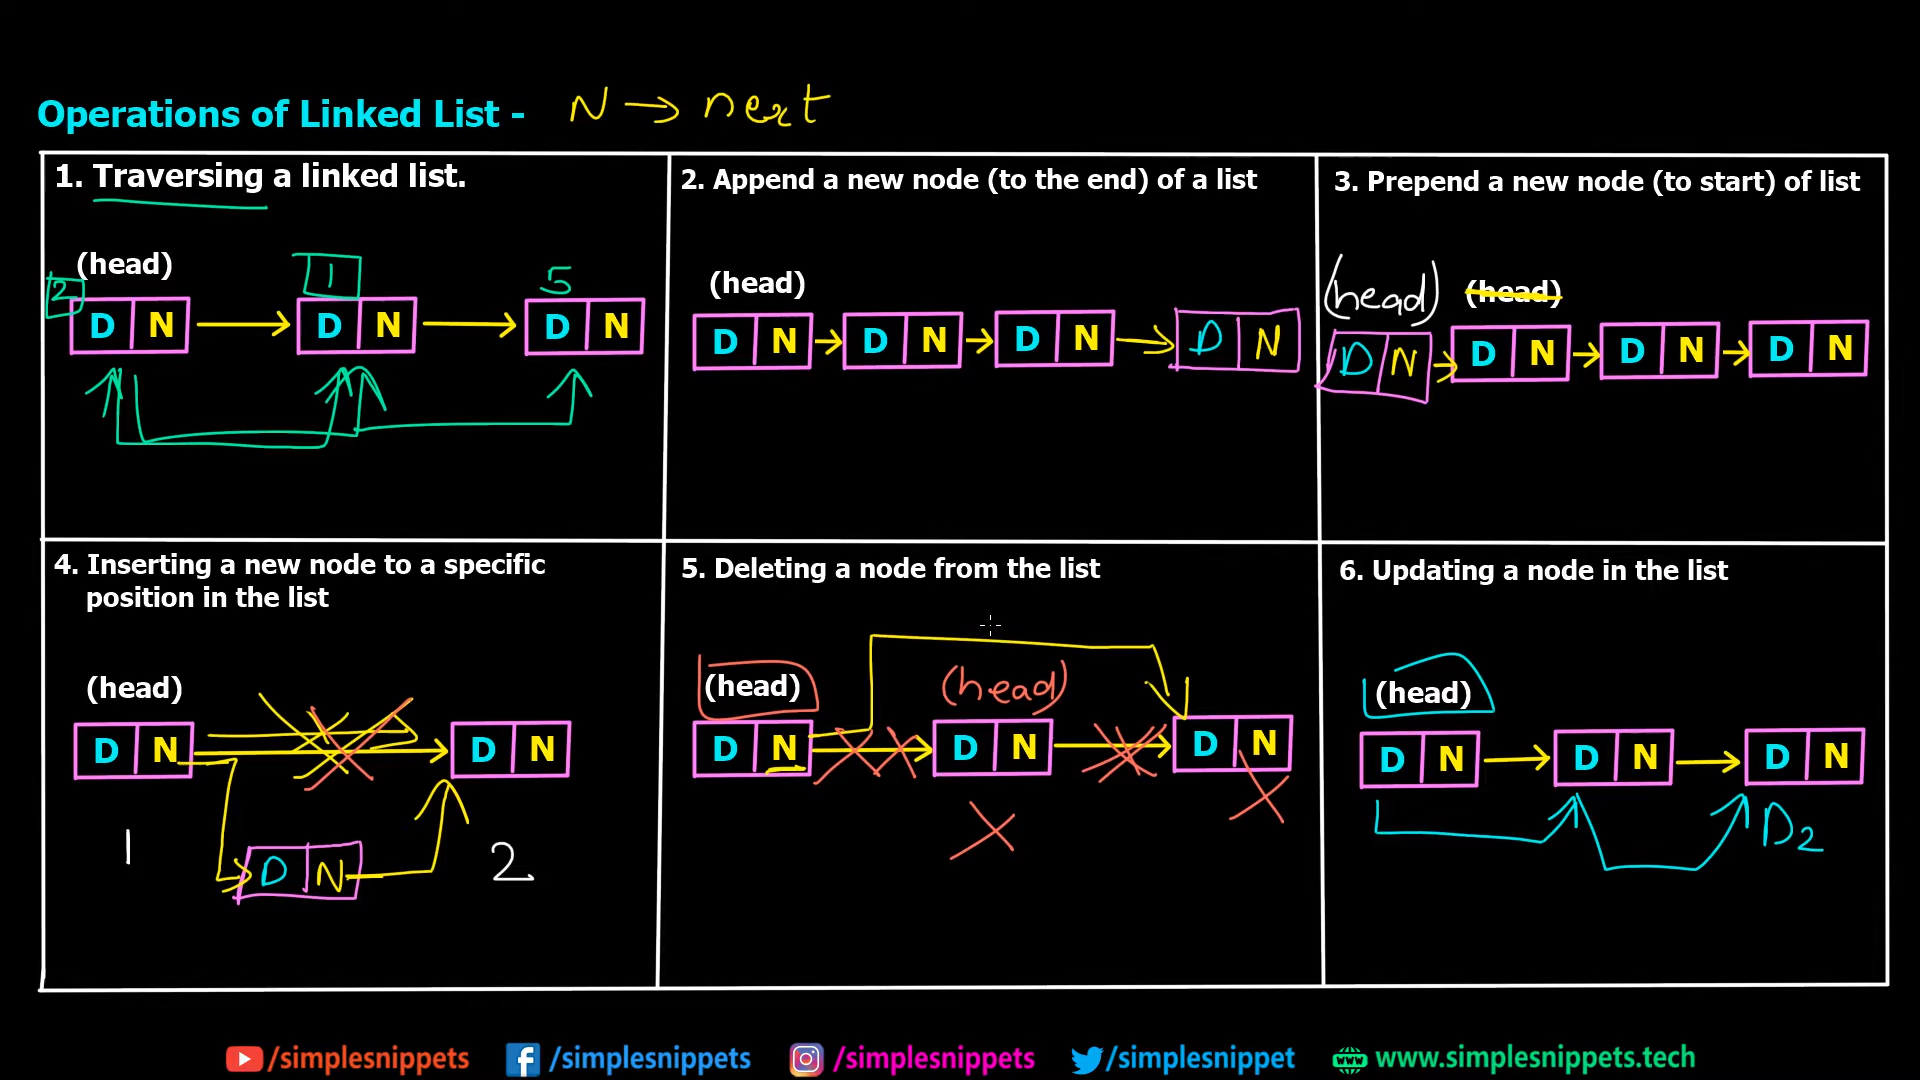 Operations of Linked List - N → next
1. Traversing a linked list.
(head)
2 1 5
D N → D N → D N
2. Append a new node (to the end) of a list
(head)
D N → D N → D N → D N
3. Prepend a new node (to start) of list
(head) (head)
D N → D N → D N → D N
4. Inserting a new node to a specific
position in the list
(head)
D N → D N
1 2
D N
5. Deleting a node from the list
(head) (head)
D N → D N → D N
6. Updating a node in the list
(head)
D N → D N → D N
D2
/simplesnippets /simplesnippets /simplesnippets /simplesnippet www.simplesnippets.tech